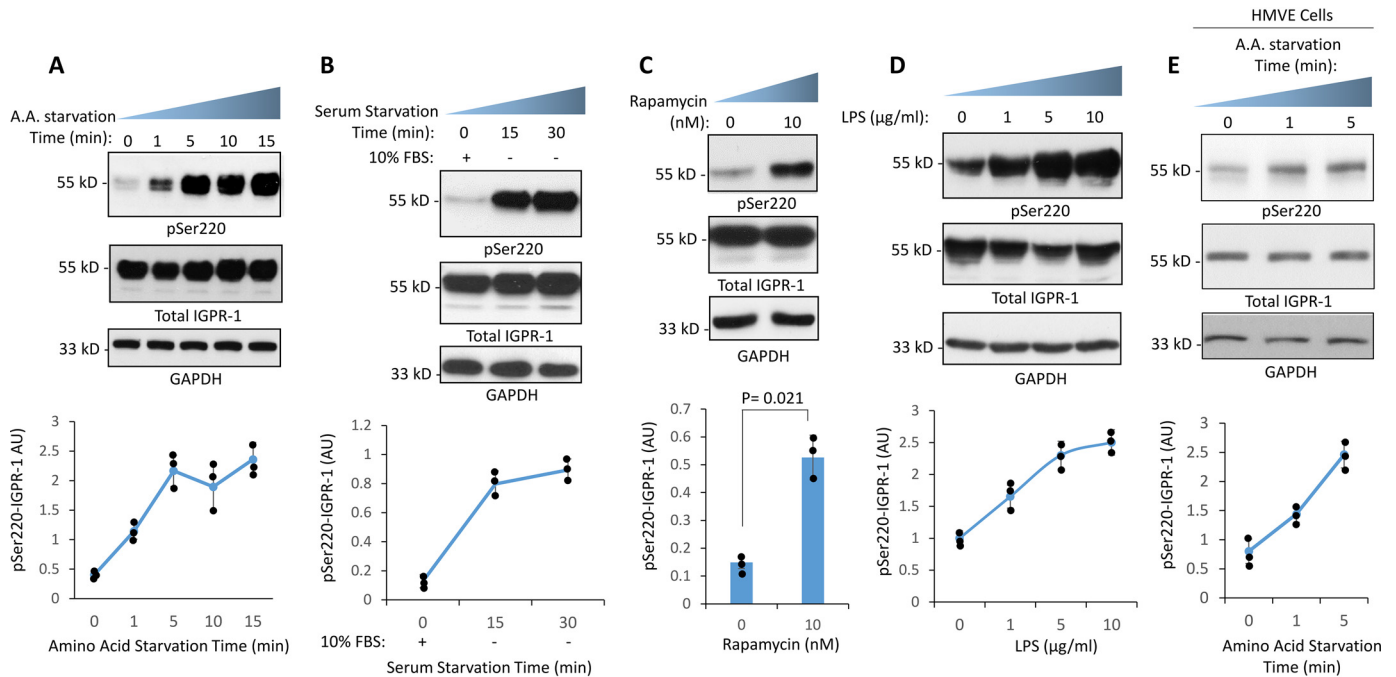 A
A.A. starvation
Time (min):
0 1 5 10 15
55 kD -
pSer220
55 kD -
Total IGPR-1
33 kD -
GAPDH
pSer220-IGPR-1 AU
3
2.5
2
1.5
1
0.5
0
0 1 5 10 15
Amino Acid Starvation Time (min)
B
Serum Starvation
Time (min): 0 15 30
10% FBS: + - -
55 kD -
pSer220
55 kD -
Total IGPR-1
33 kD -
GAPDH
pSer220-IGPR-1 (AU)
1.2
1
0.8
0.6
0.4
0.2
0
0 15 30
10% FBS: + - -
Serum Starvation Time (min)
C
Rapamycin
(nM): 0 10
55 kD -
pSer220
55 kD -
Total IGPR-1
33 kD -
GAPDH
P= 0.021
pSer220-IGPR-1 (AU)
0.7
0.6
0.5
0.4
0.3
0.2
0.1
0
0 10
Rapamycin (nM)
D
LPS (µg/ml): 0 1 5 10
55 kD -
pSer220
55 kD -
Total IGPR-1
33 kD -
GAPDH
pSer220-IGPR-1 (AU)
3
2.5
2
1.5
1
0.5
0
0 1 5 10
LPS (µg/ml)
HMVE Cells
E
A.A. starvation
Time (min):
0 1 5
55 kD -
pSer220
55 kD -
Total IGPR-1
33 kD -
GAPDH
pSer220-IGPR-1 (AU)
3
2.5
2
1.5
1
0.5
0
0 1 5
Amino Acid Starvation
Time (min)